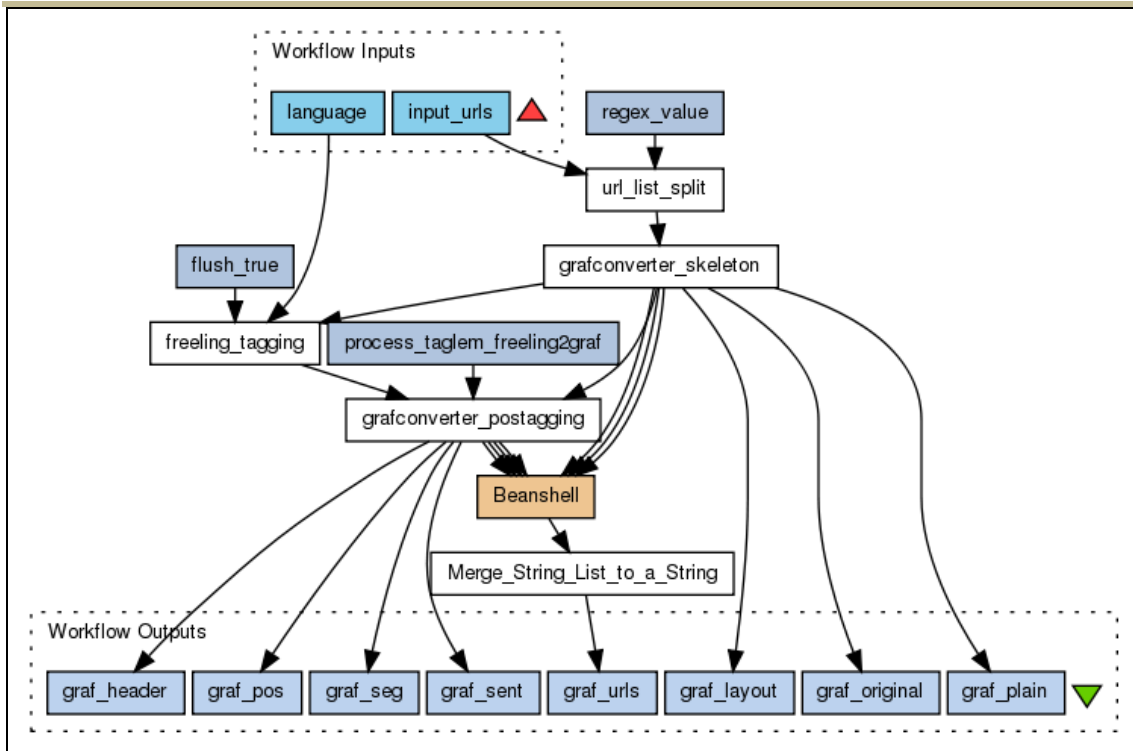 Workflow Inputs
language
input_urls
regex_value
url_list_split
flush_true
grafconverter_skeleton
freeling_tagging
process_taglem_freeling2graf
grafconverter_postagging
Beanshell
Merge_String_List_to_a_String
Workflow Outputs
graf_header
graf_pos
graf_seg
graf_sent
graf_urls
graf_layout
graf_original
graf_plain